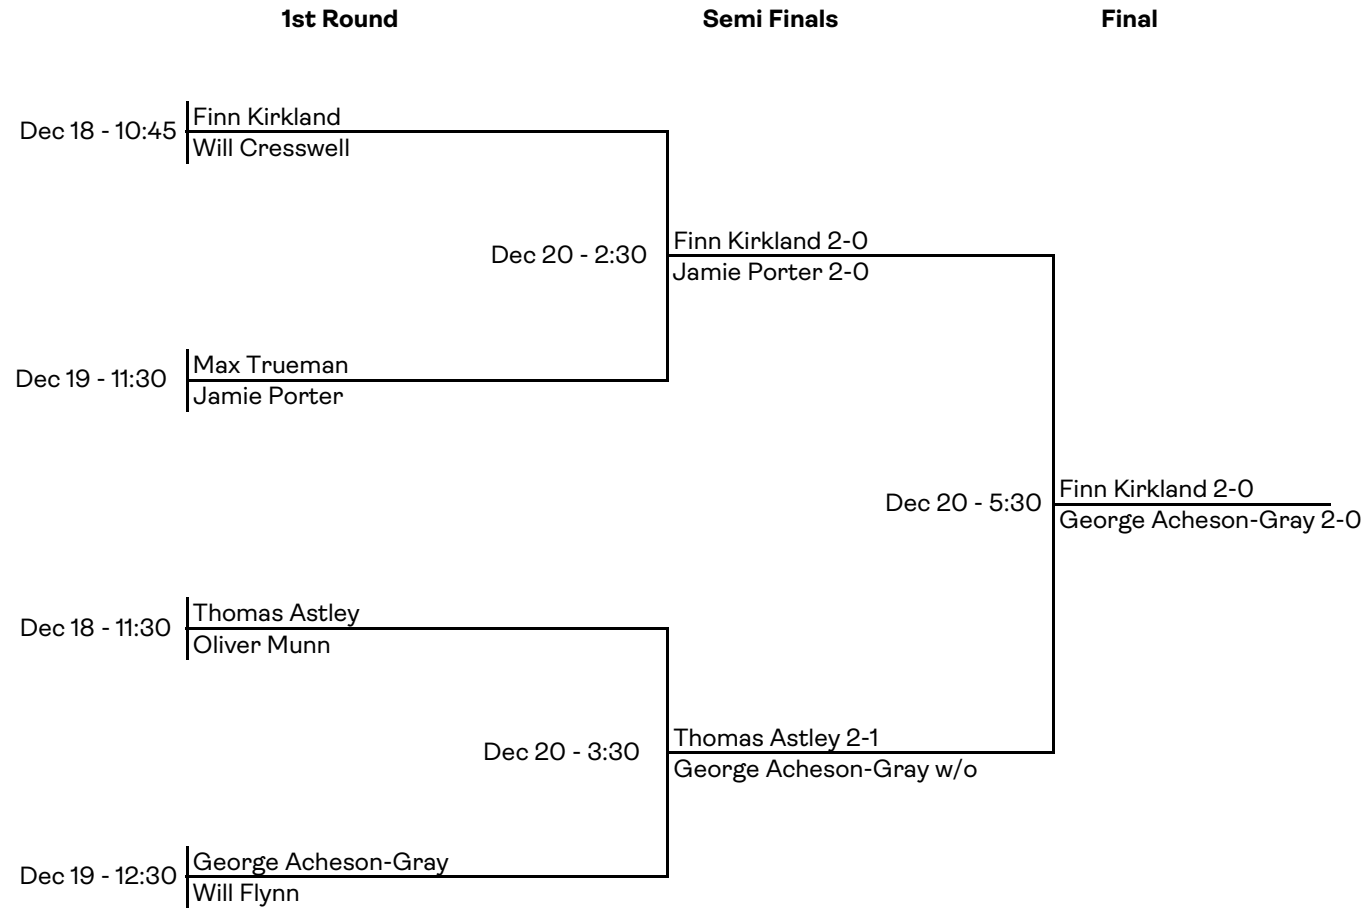 1st Round
Semi Finals
Final
Dec 18 - 10:45
Finn Kirkland
Will Cresswell
Dec 20 - 2:30
Finn Kirkland 2-0
Jamie Porter 2-0
Dec 19 - 11:30
Max Trueman
Jamie Porter
Dec 20 - 5:30
Finn Kirkland 2-0
George Acheson-Gray 2-0
Dec 18 - 11:30
Thomas Astley
Oliver Munn
Dec 20 - 3:30
Thomas Astley 2-1
George Acheson-Gray w/o
Dec 19 - 12:30
George Acheson-Gray
Will Flynn